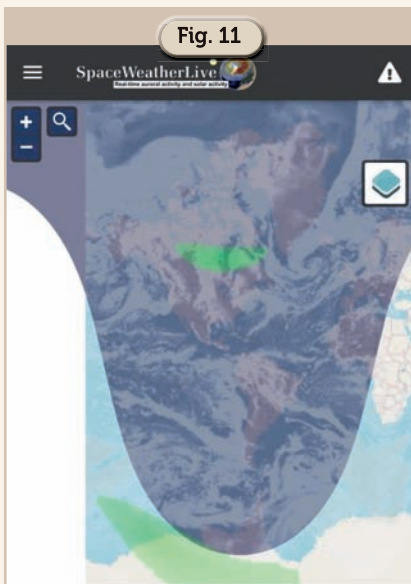 Fig. 11
SpaceWeatherLive
Real-time auroral activity and solar activity
+
−